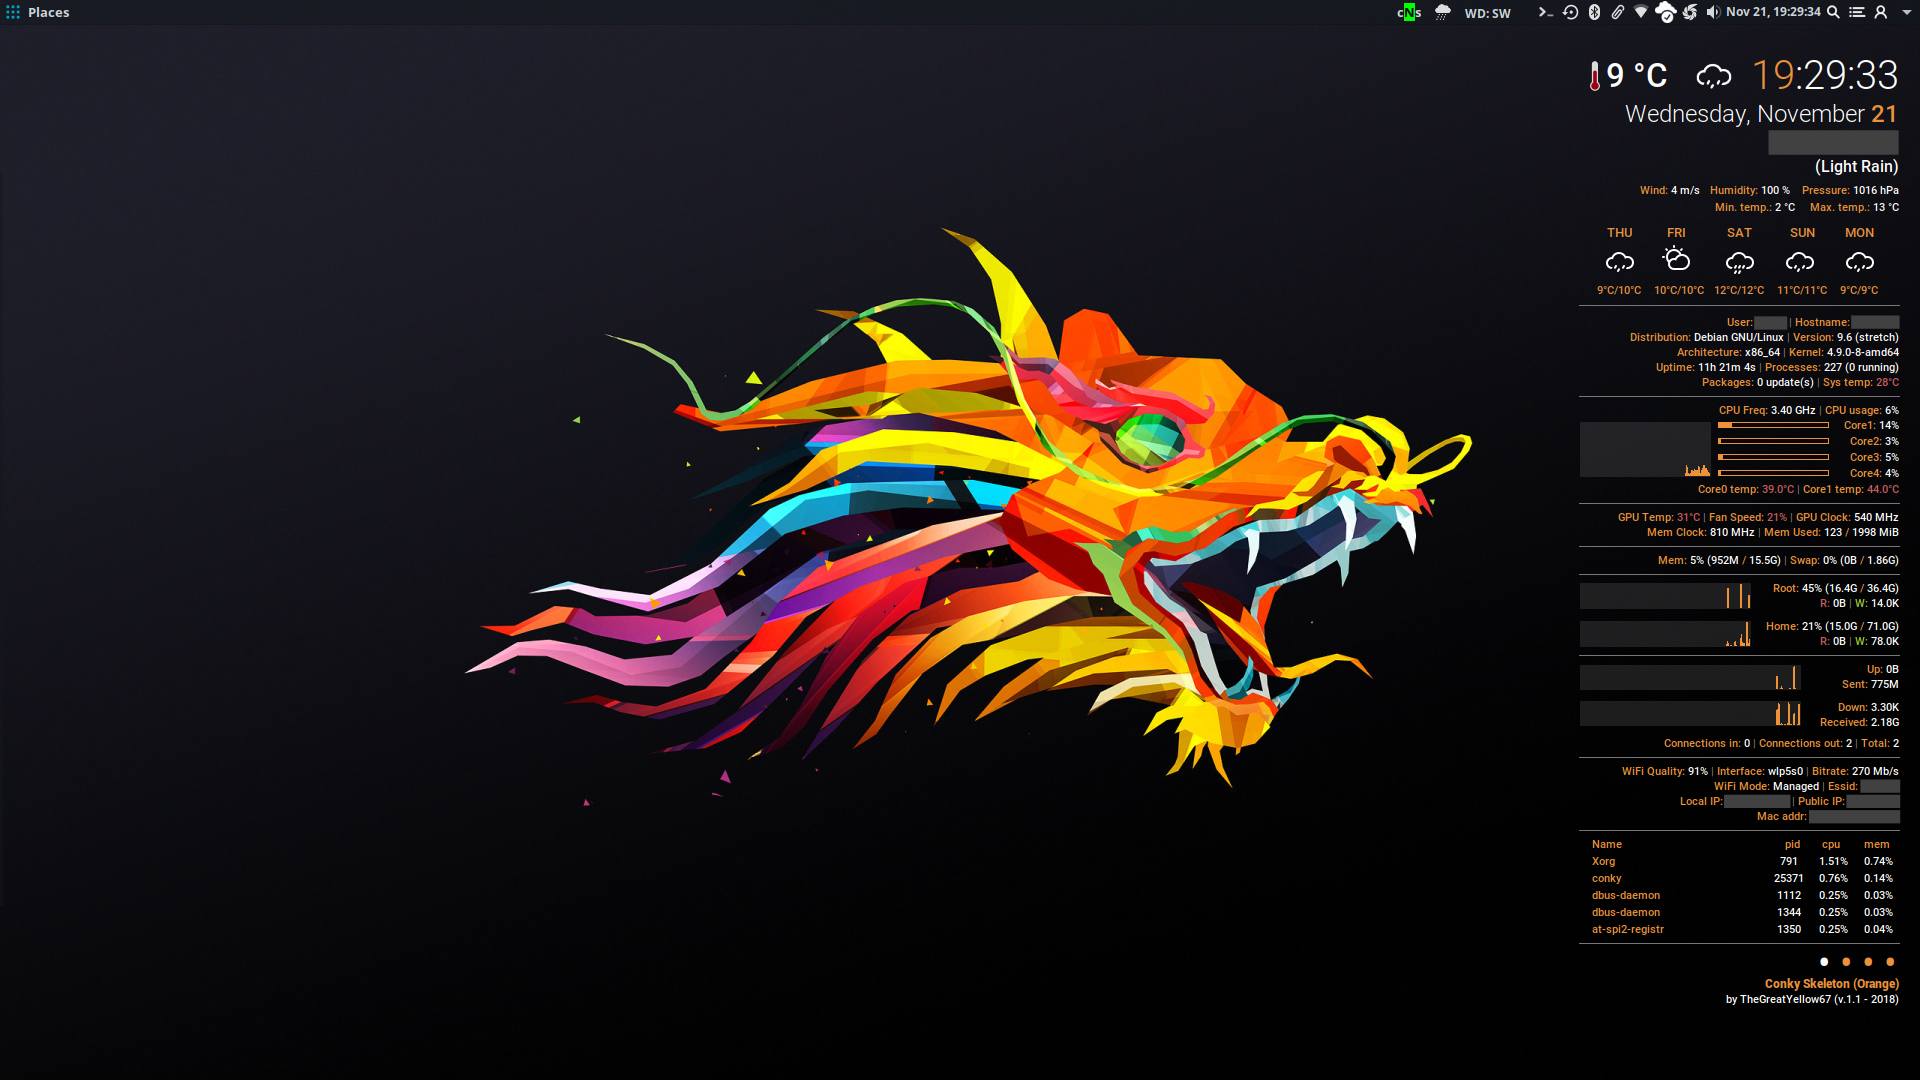 Places
cNs WD: SW Nov 21, 19:29:34
9 °C 19:29:33
Wednesday, November 21
(Light Rain)
Wind: 4 m/s Humidity: 100 % Pressure: 1016 hPa
Min. temp.: 2 °C Max. temp.: 13 °C
THU FRI SAT SUN MON
9°C/10°C 10°C/10°C 12°C/12°C 11°C/11°C 9°C/9°C
User: | Hostname:
Distribution: Debian GNU/Linux | Version: 9.6 (stretch)
Architecture: x86_64 | Kernel: 4.9.0-8-amd64
Uptime: 11h 21m 4s | Processes: 227 (0 running)
Packages: 0 update(s) | Sys temp: 28°C
CPU Freq: 3.40 GHz | CPU usage: 6%
Core1: 14%
Core2: 3%
Core3: 5%
Core4: 4%
Core0 temp: 39.0°C | Core1 temp: 44.0°C
GPU Temp: 31°C | Fan Speed: 21% | GPU Clock: 540 MHz
Mem Clock: 810 MHz | Mem Used: 123 / 1998 MiB
Mem: 5% (952M / 15.5G) | Swap: 0% (0B / 1.86G)
Root: 45% (16.4G / 36.4G)
R: 0B | W: 14.0K
Home: 21% (15.0G / 71.0G)
R: 0B | W: 78.0K
Up: 0B
Sent: 775M
Down: 3.30K
Received: 2.18G
Connections in: 0 | Connections out: 2 | Total: 2
WiFi Quality: 91% | Interface: wlp5s0 | Bitrate: 270 Mb/s
WiFi Mode: Managed | Essid:
Local IP: | Public IP:
Mac addr:
Name pid cpu mem
Xorg 791 1.51% 0.74%
conky 25371 0.76% 0.14%
dbus-daemon 1112 0.25% 0.03%
dbus-daemon 1344 0.25% 0.03%
at-spi2-registr 1350 0.25% 0.04%
Conky Skeleton (Orange)
by TheGreatYellow67 (v.1.1 - 2018)